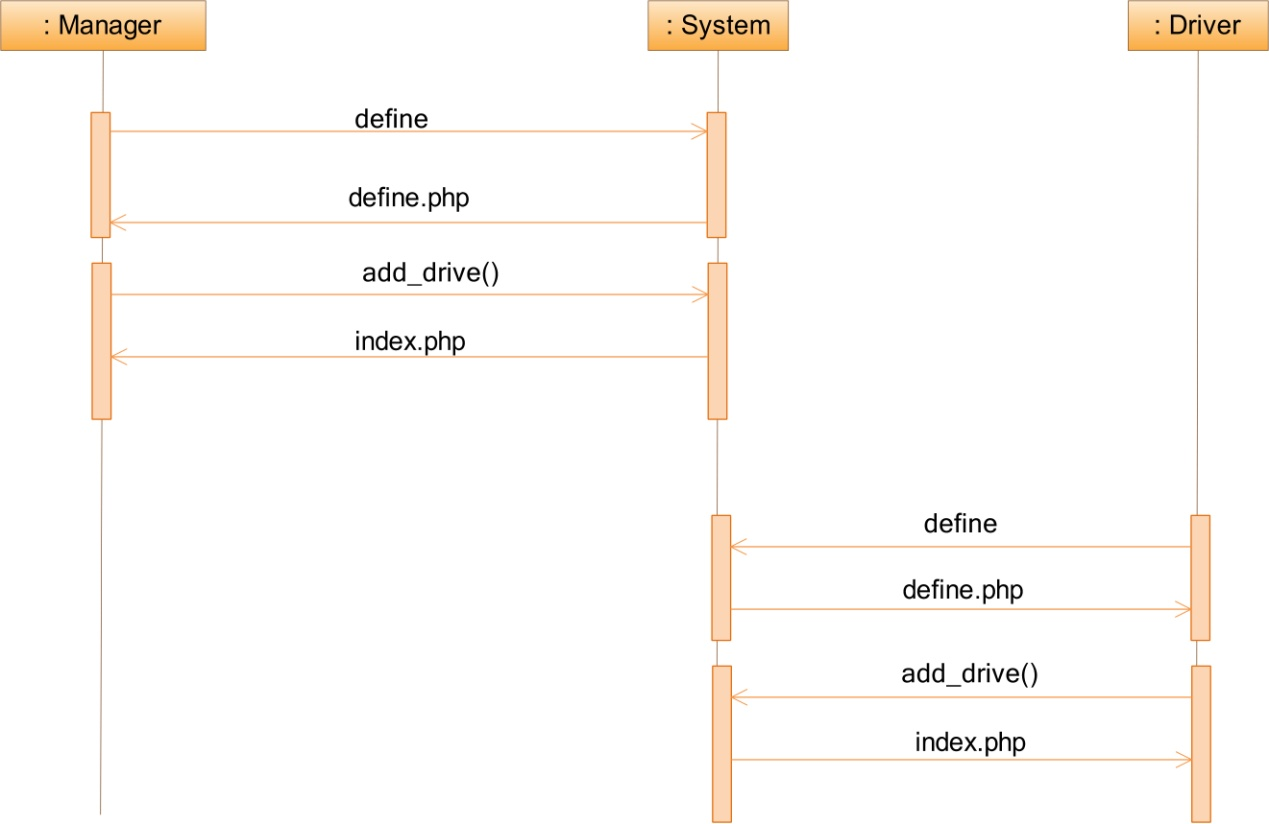 : Manager
: System
: Driver
define
define.php
add_drive()
index.php
define
define.php
add_drive()
index.php